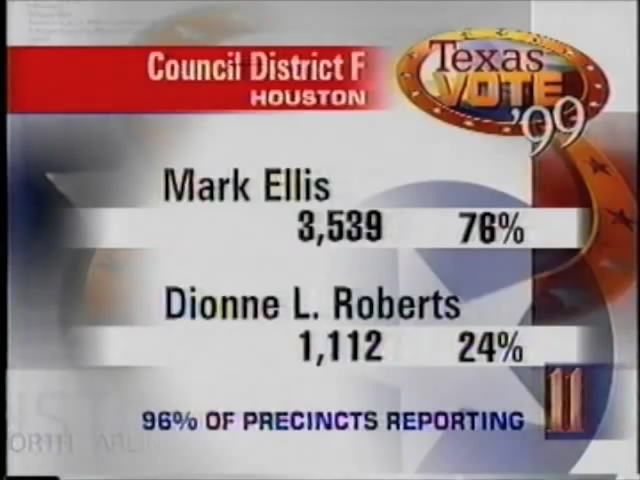 Council District F
HOUSTON
Texas
VOTE
'99
Mark Ellis
3,539 76%
Dionne L. Roberts
1,112 24%
11
96% OF PRECINCTS REPORTING